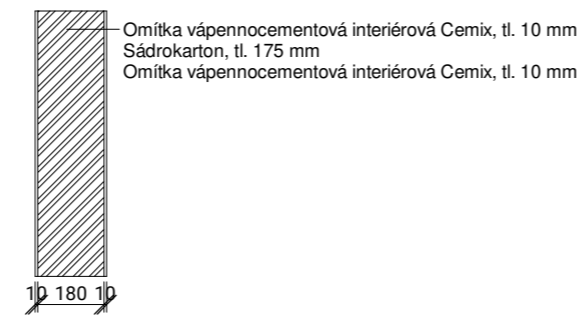 Omítka vápennocementová interiérová Cemix, tl. 10 mm
Sádrokarton, tl. 175 mm
Omítka vápennocementová interiérová Cemix, tl. 10 mm
10 180 10